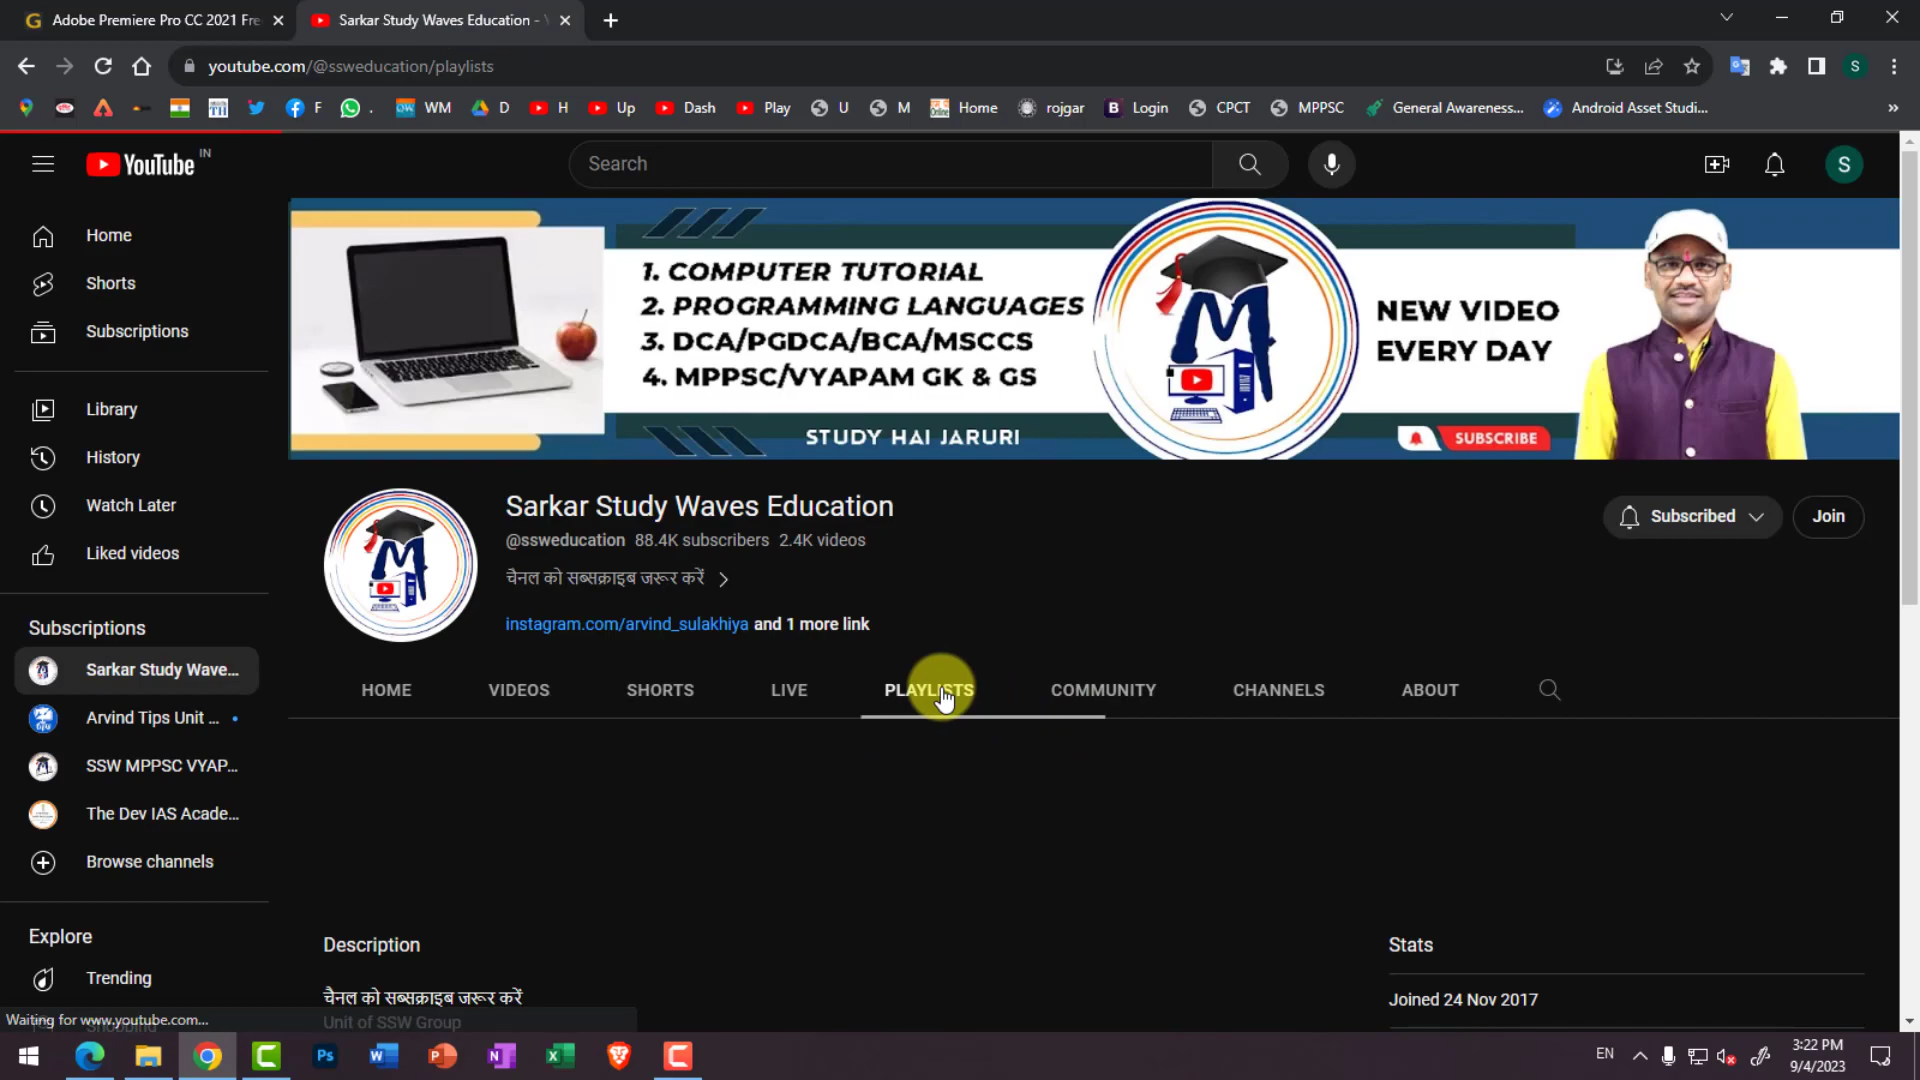 Adobe Premiere Pro CC 2021 Fre
Sarkar Study Waves Education - Y
youtube.com/@ssweducation/playlists
F
.
WM
D
H
Up
Dash
Play
U
M
Home
rojgar
Login
CPCT
MPPSC
General Awareness...
Android Asset Studi...
S
YouTube IN
Search
S
Home
Shorts
Subscriptions
Library
History
Watch Later
Liked videos
Subscriptions
Sarkar Study Wave...
Arvind Tips Unit ...
SSW MPPSC VYAP...
The Dev IAS Acade...
Browse channels
Explore
Trending
1. COMPUTER TUTORIAL
2. PROGRAMMING LANGUAGES
3. DCA/PGDCA/BCA/MSCCS
4. MPPSC/VYAPAM GK & GS
STUDY HAI JARURI
NEW VIDEO
EVERY DAY
SUBSCRIBE
Sarkar Study Waves Education
@ssweducation 88.4K subscribers 2.4K videos
चैनल को सब्सक्राइब जरूर करें
instagram.com/arvind_sulakhiya and 1 more link
Subscribed
Join
HOME
VIDEOS
SHORTS
LIVE
PLAYLISTS
COMMUNITY
CHANNELS
ABOUT
Description
चैनल को सब्सक्राइब जरूर करें
Unit of SSW Group
Stats
Joined 24 Nov 2017
Waiting for www.youtube.com...
EN
3:22 PM
9/4/2023